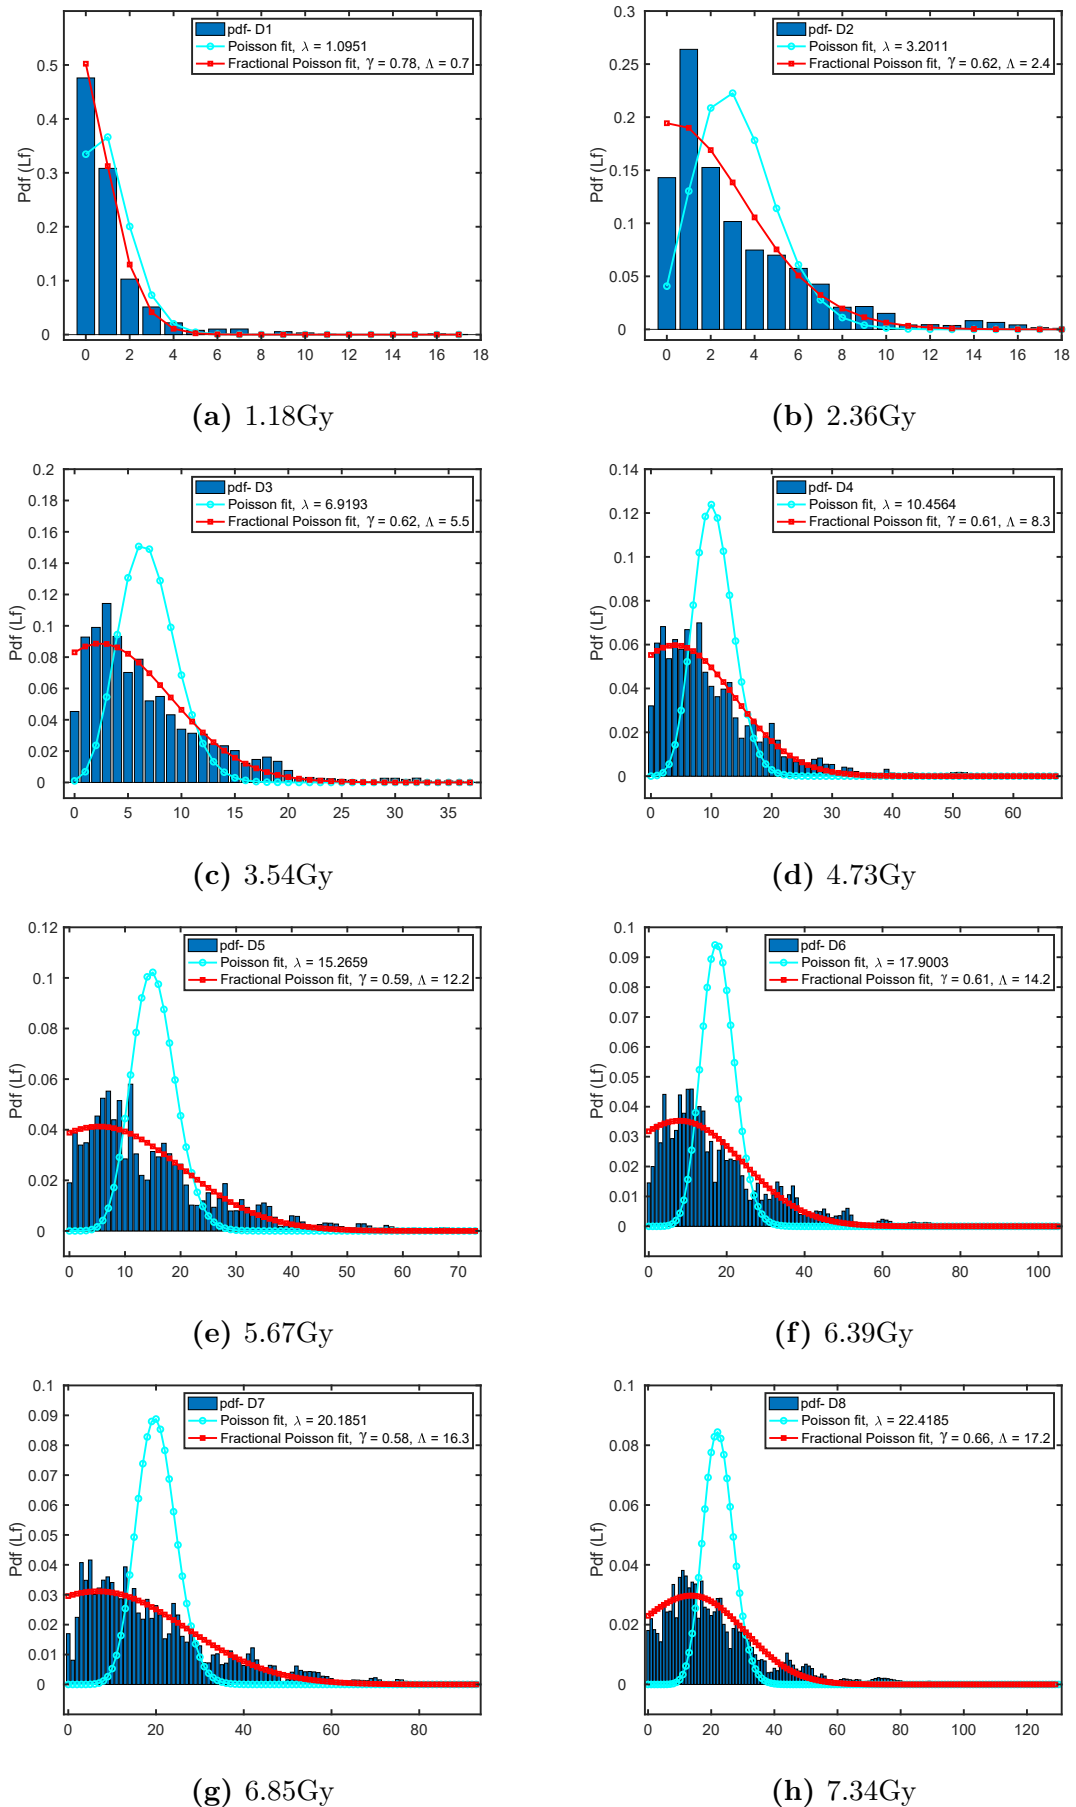 pdf- D1
Poisson fit, λ = 1.0951
Fractional Poisson fit, γ = 0.78, Λ = 0.7
Pdf (Lf)
0.5
0.4
0.3
0.2
0.1
0
0 2 4 6 8 10 12 14 16 18
(a) 1.18Gy
pdf- D2
Poisson fit, λ = 3.2011
Fractional Poisson fit, γ = 0.62, Λ = 2.4
Pdf (Lf)
0.3
0.25
0.2
0.15
0.1
0.05
0
0 2 4 6 8 10 12 14 16 18
(b) 2.36Gy
pdf- D3
Poisson fit, λ = 6.9193
Fractional Poisson fit, γ = 0.62, Λ = 5.5
Pdf (Lf)
0.2
0.18
0.16
0.14
0.12
0.1
0.08
0.06
0.04
0.02
0
0 5 10 15 20 25 30 35
(c) 3.54Gy
pdf- D4
Poisson fit, λ = 10.4564
Fractional Poisson fit, γ = 0.61, Λ = 8.3
Pdf (Lf)
0.14
0.12
0.1
0.08
0.06
0.04
0.02
0
0 10 20 30 40 50 60
(d) 4.73Gy
pdf- D5
Poisson fit, λ = 15.2659
Fractional Poisson fit, γ = 0.59, Λ = 12.2
Pdf (Lf)
0.12
0.1
0.08
0.06
0.04
0.02
0
0 10 20 30 40 50 60 70
(e) 5.67Gy
pdf- D6
Poisson fit, λ = 17.9003
Fractional Poisson fit, γ = 0.61, Λ = 14.2
Pdf (Lf)
0.1
0.09
0.08
0.07
0.06
0.05
0.04
0.03
0.02
0.01
0
0 20 40 60 80 100
(f) 6.39Gy
pdf- D7
Poisson fit, λ = 20.1851
Fractional Poisson fit, γ = 0.58, Λ = 16.3
Pdf (Lf)
0.1
0.09
0.08
0.07
0.06
0.05
0.04
0.03
0.02
0.01
0
0 20 40 60 80
(g) 6.85Gy
pdf- D8
Poisson fit, λ = 22.4185
Fractional Poisson fit, γ = 0.66, Λ = 17.2
Pdf (Lf)
0.1
0.08
0.06
0.04
0.02
0
0 20 40 60 80 100 120
(h) 7.34Gy